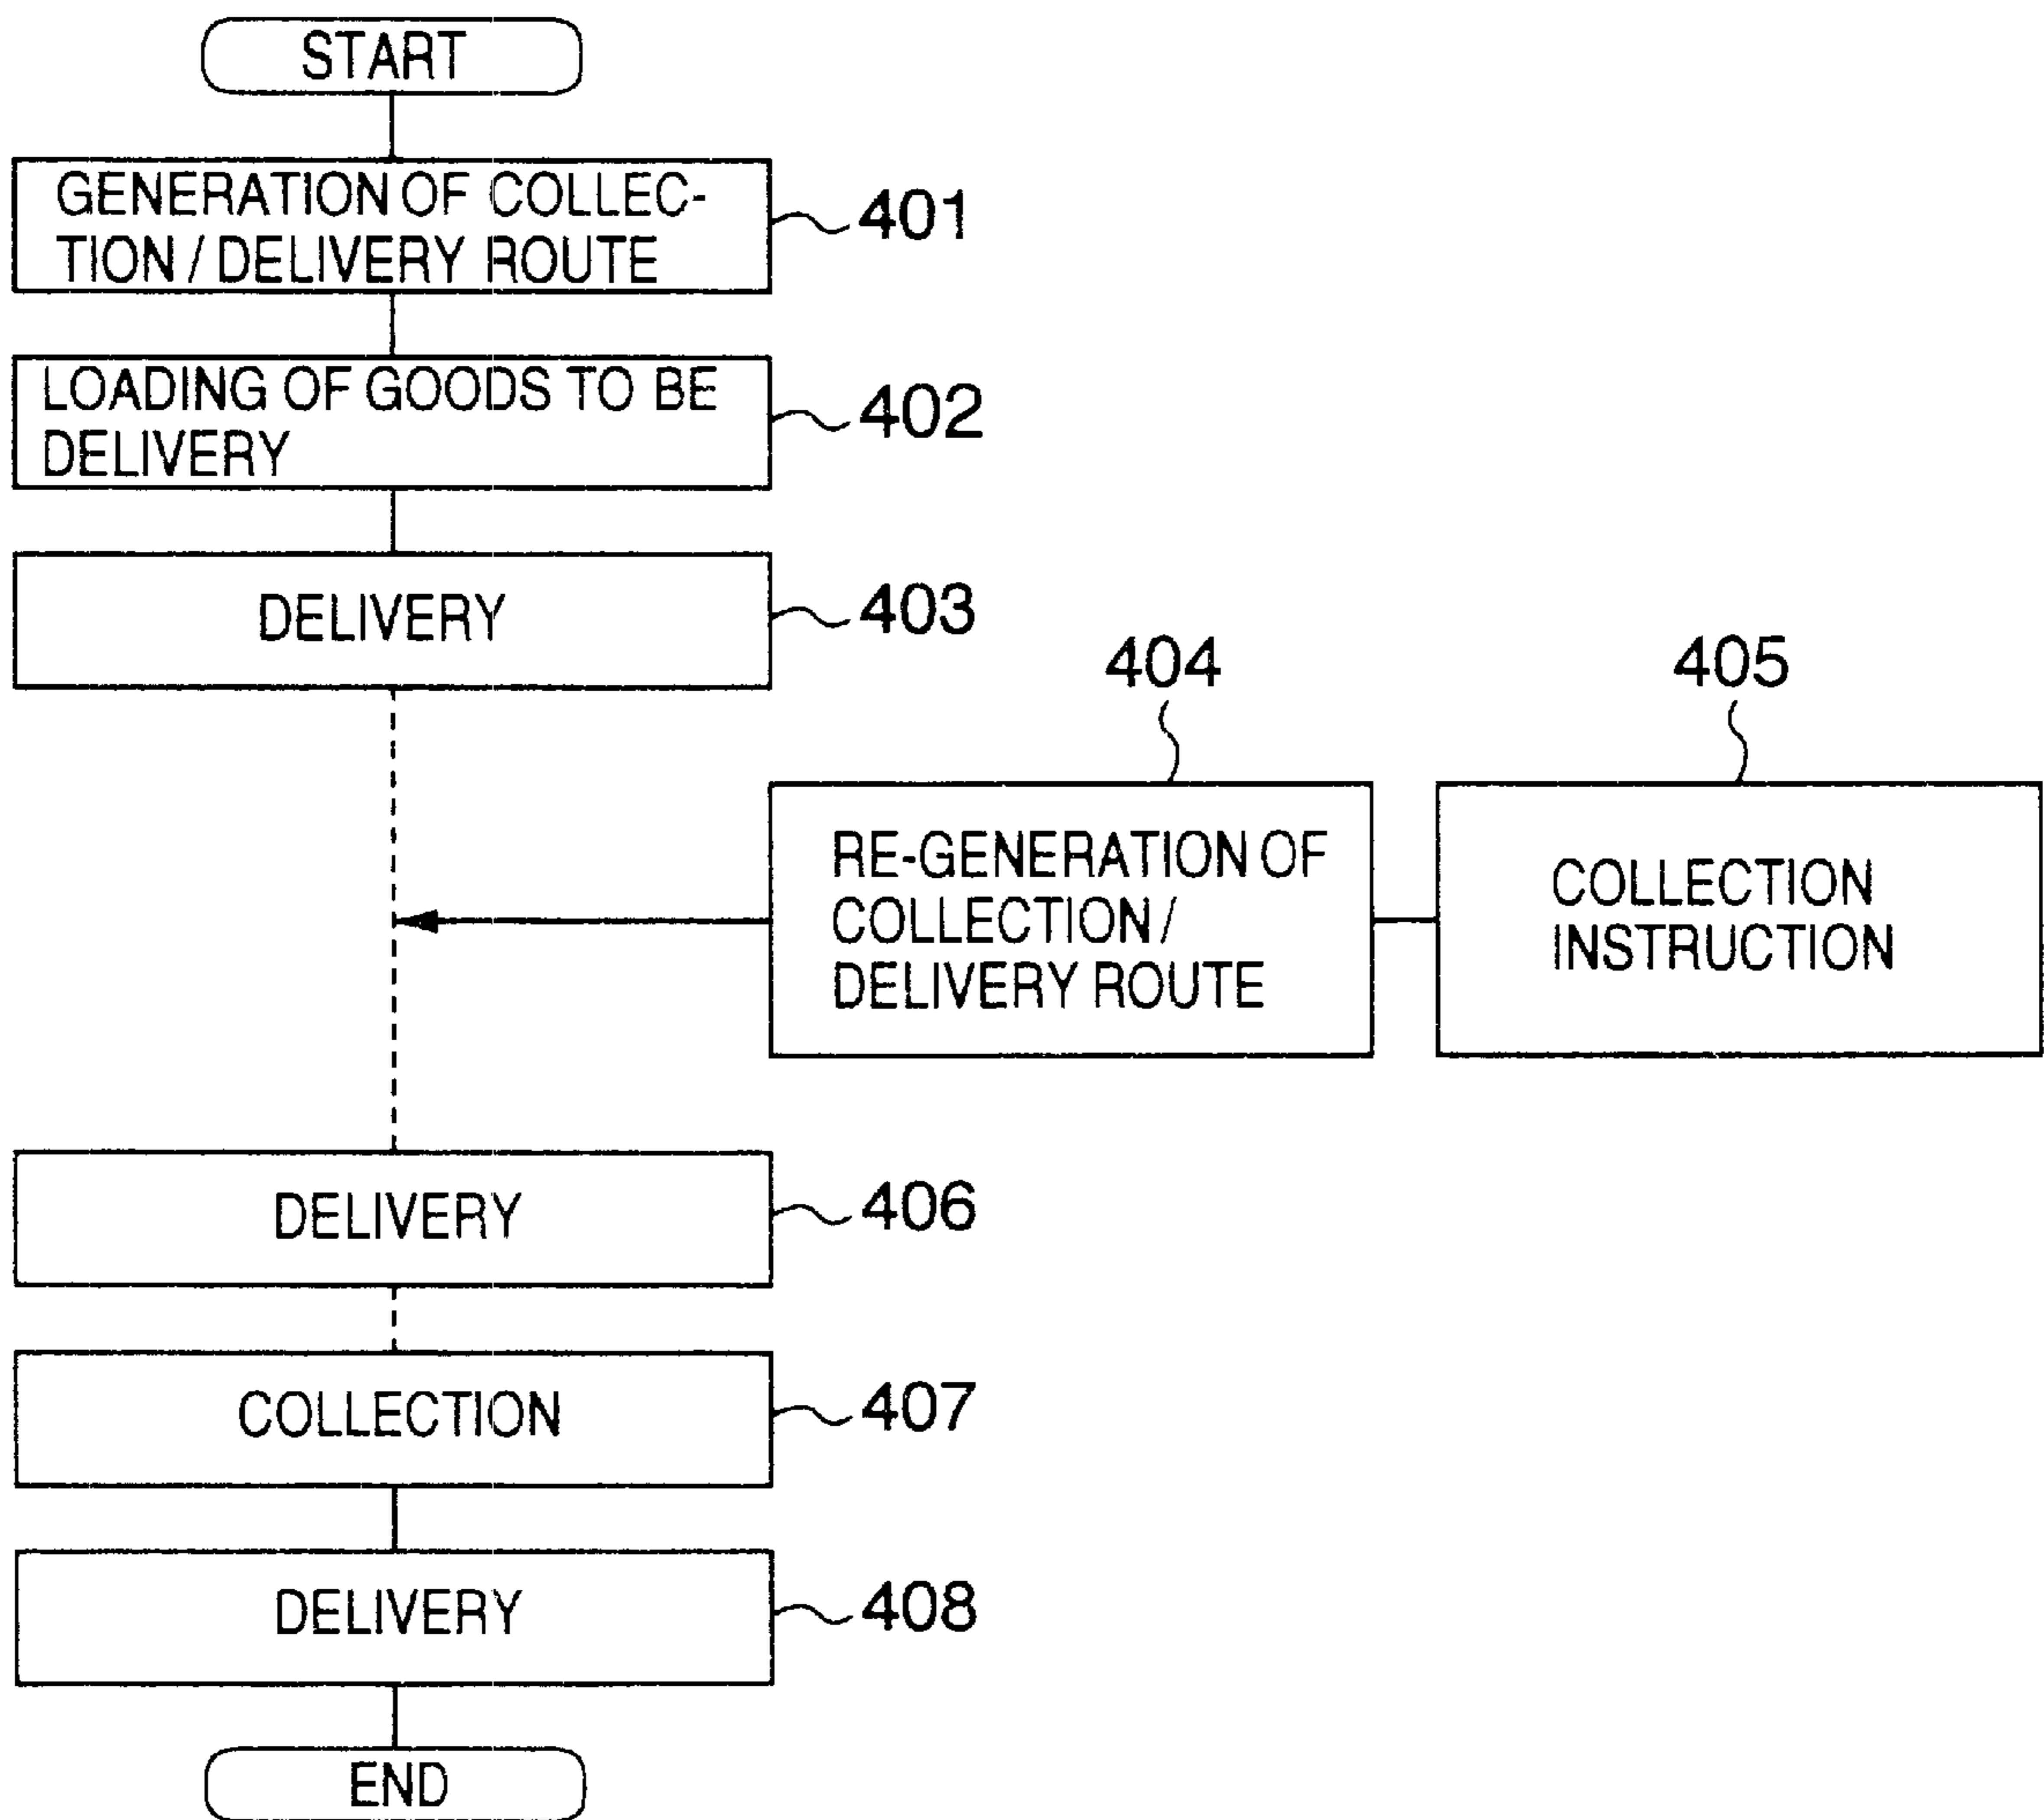 START
GENERATION OF COLLEC-
TION / DELIVERY ROUTE
401
LOADING OF GOODS TO BE
DELIVERY
402
DELIVERY
403
404
405
RE-GENERATION OF
COLLECTION /
DELIVERY ROUTE
COLLECTION
INSTRUCTION
DELIVERY
406
COLLECTION
407
DELIVERY
408
END